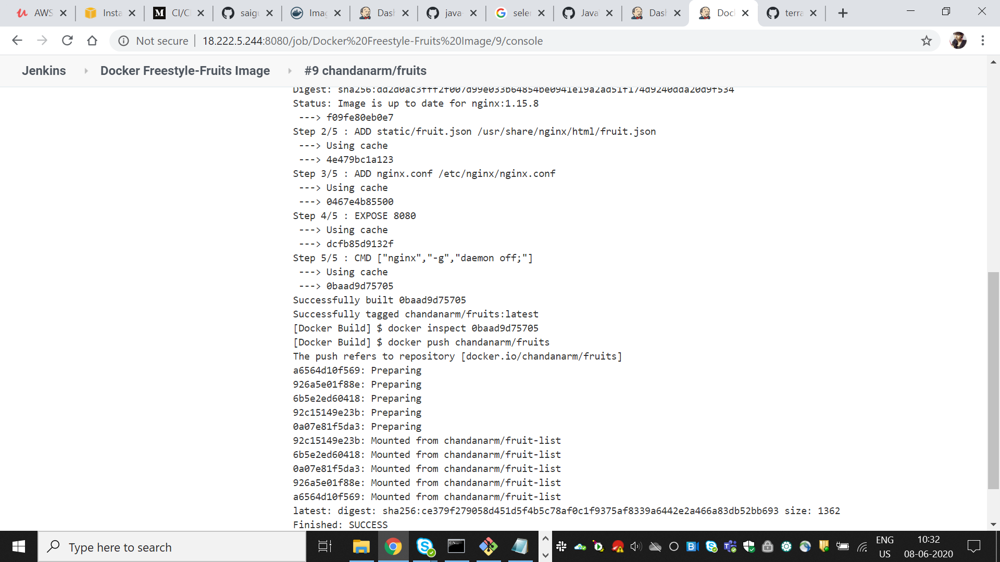 AWS
Insta
CI/C
saigu
Imag
Dash
java-
seler
Java
Dash
Doc
terra
Not secure
18.222.5.244:8080/job/Docker%20Freestyle-Fruits%20Image/9/console
Jenkins
Docker Freestyle-Fruits Image
#9 chandanarm/fruits
Digest: sha256:dd2d0ac3fff2f007d99e033b64854be0941e19a2ad51f174d9240dda20d9f534
Status: Image is up to date for nginx:1.15.8
---> f09fe80eb0e7
Step 2/5 : ADD static/fruit.json /usr/share/nginx/html/fruit.json
---> Using cache
---> 4e479bc1a123
Step 3/5 : ADD nginx.conf /etc/nginx/nginx.conf
---> Using cache
---> 0467e4b85500
Step 4/5 : EXPOSE 8080
---> Using cache
---> dcfb85d9132f
Step 5/5 : CMD ["nginx","-g","daemon off;"]
---> Using cache
---> 0baad9d75705
Successfully built 0baad9d75705
Successfully tagged chandanarm/fruits:latest
[Docker Build] $ docker inspect 0baad9d75705
[Docker Build] $ docker push chandanarm/fruits
The push refers to repository [docker.io/chandanarm/fruits]
a6564d10f569: Preparing
926a5e01f88e: Preparing
6b5e2ed60418: Preparing
92c15149e23b: Preparing
0a07e81f5da3: Preparing
92c15149e23b: Mounted from chandanarm/fruit-list
6b5e2ed60418: Mounted from chandanarm/fruit-list
0a07e81f5da3: Mounted from chandanarm/fruit-list
926a5e01f88e: Mounted from chandanarm/fruit-list
a6564d10f569: Mounted from chandanarm/fruit-list
latest: digest: sha256:ce379f279058d451d5f4b5c78af0c1f9375af8339a6442e2a466a83db52bb693 size: 1362
Finished: SUCCESS
Type here to search
ENG
US
10:32
08-06-2020